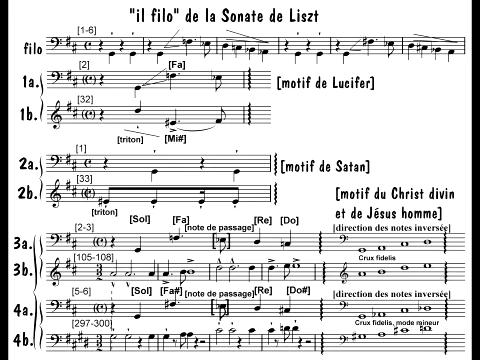 "il filo" de la Sonate de Liszt
[1-6]
filo
[2] [Fa]
1a. [motif de Lucifer]
[32]
1b.
[triton] [Mi#]
[1]
2a. [motif de Satan]
[33]
2b.
[triton] [motif du Christ divin
et de Jésus homme]
[Sol] [Fa] [note de passage] [Re] [Do] [direction des notes inversée]
[2-3]
3a.
Crux fidelis
[105-108]
3b.
[Sol] [Fa#] [note de passage] [Re] [Do#] [direction des notes inversée]
[5-6]
4a.
Crux fidelis, mode mineur
[297-300]
4b.